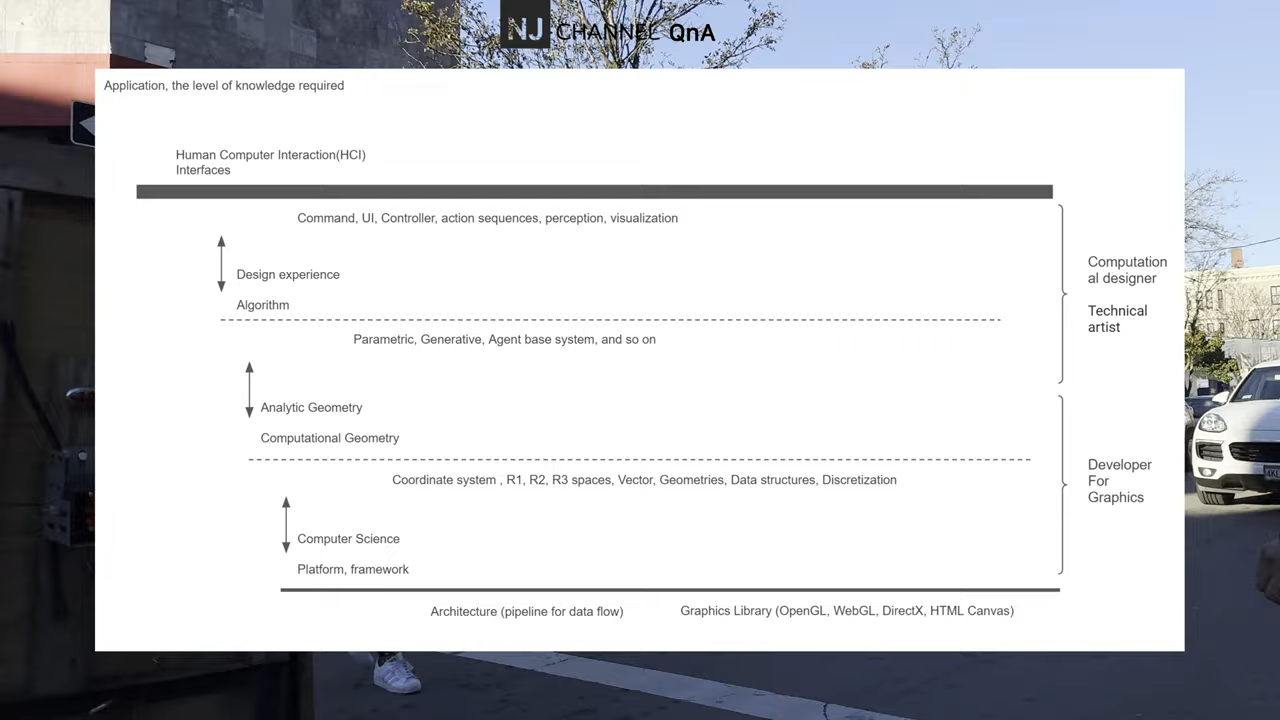 NJ CHANNEL QnA
Application, the level of knowledge required
Human Computer Interaction(HCI)
Interfaces
Command, UI, Controller, action sequences, perception, visualization
Design experience
Algorithm
Parametric, Generative, Agent base system, and so on
Analytic Geometry
Computational Geometry
Coordinate system , R1, R2, R3 spaces, Vector, Geometries, Data structures, Discretization
Computer Science
Platform, framework
Architecture (pipeline for data flow)
Graphics Library (OpenGL, WebGL, DirectX, HTML Canvas)
Computation
al designer
Technical
artist
Developer
For
Graphics